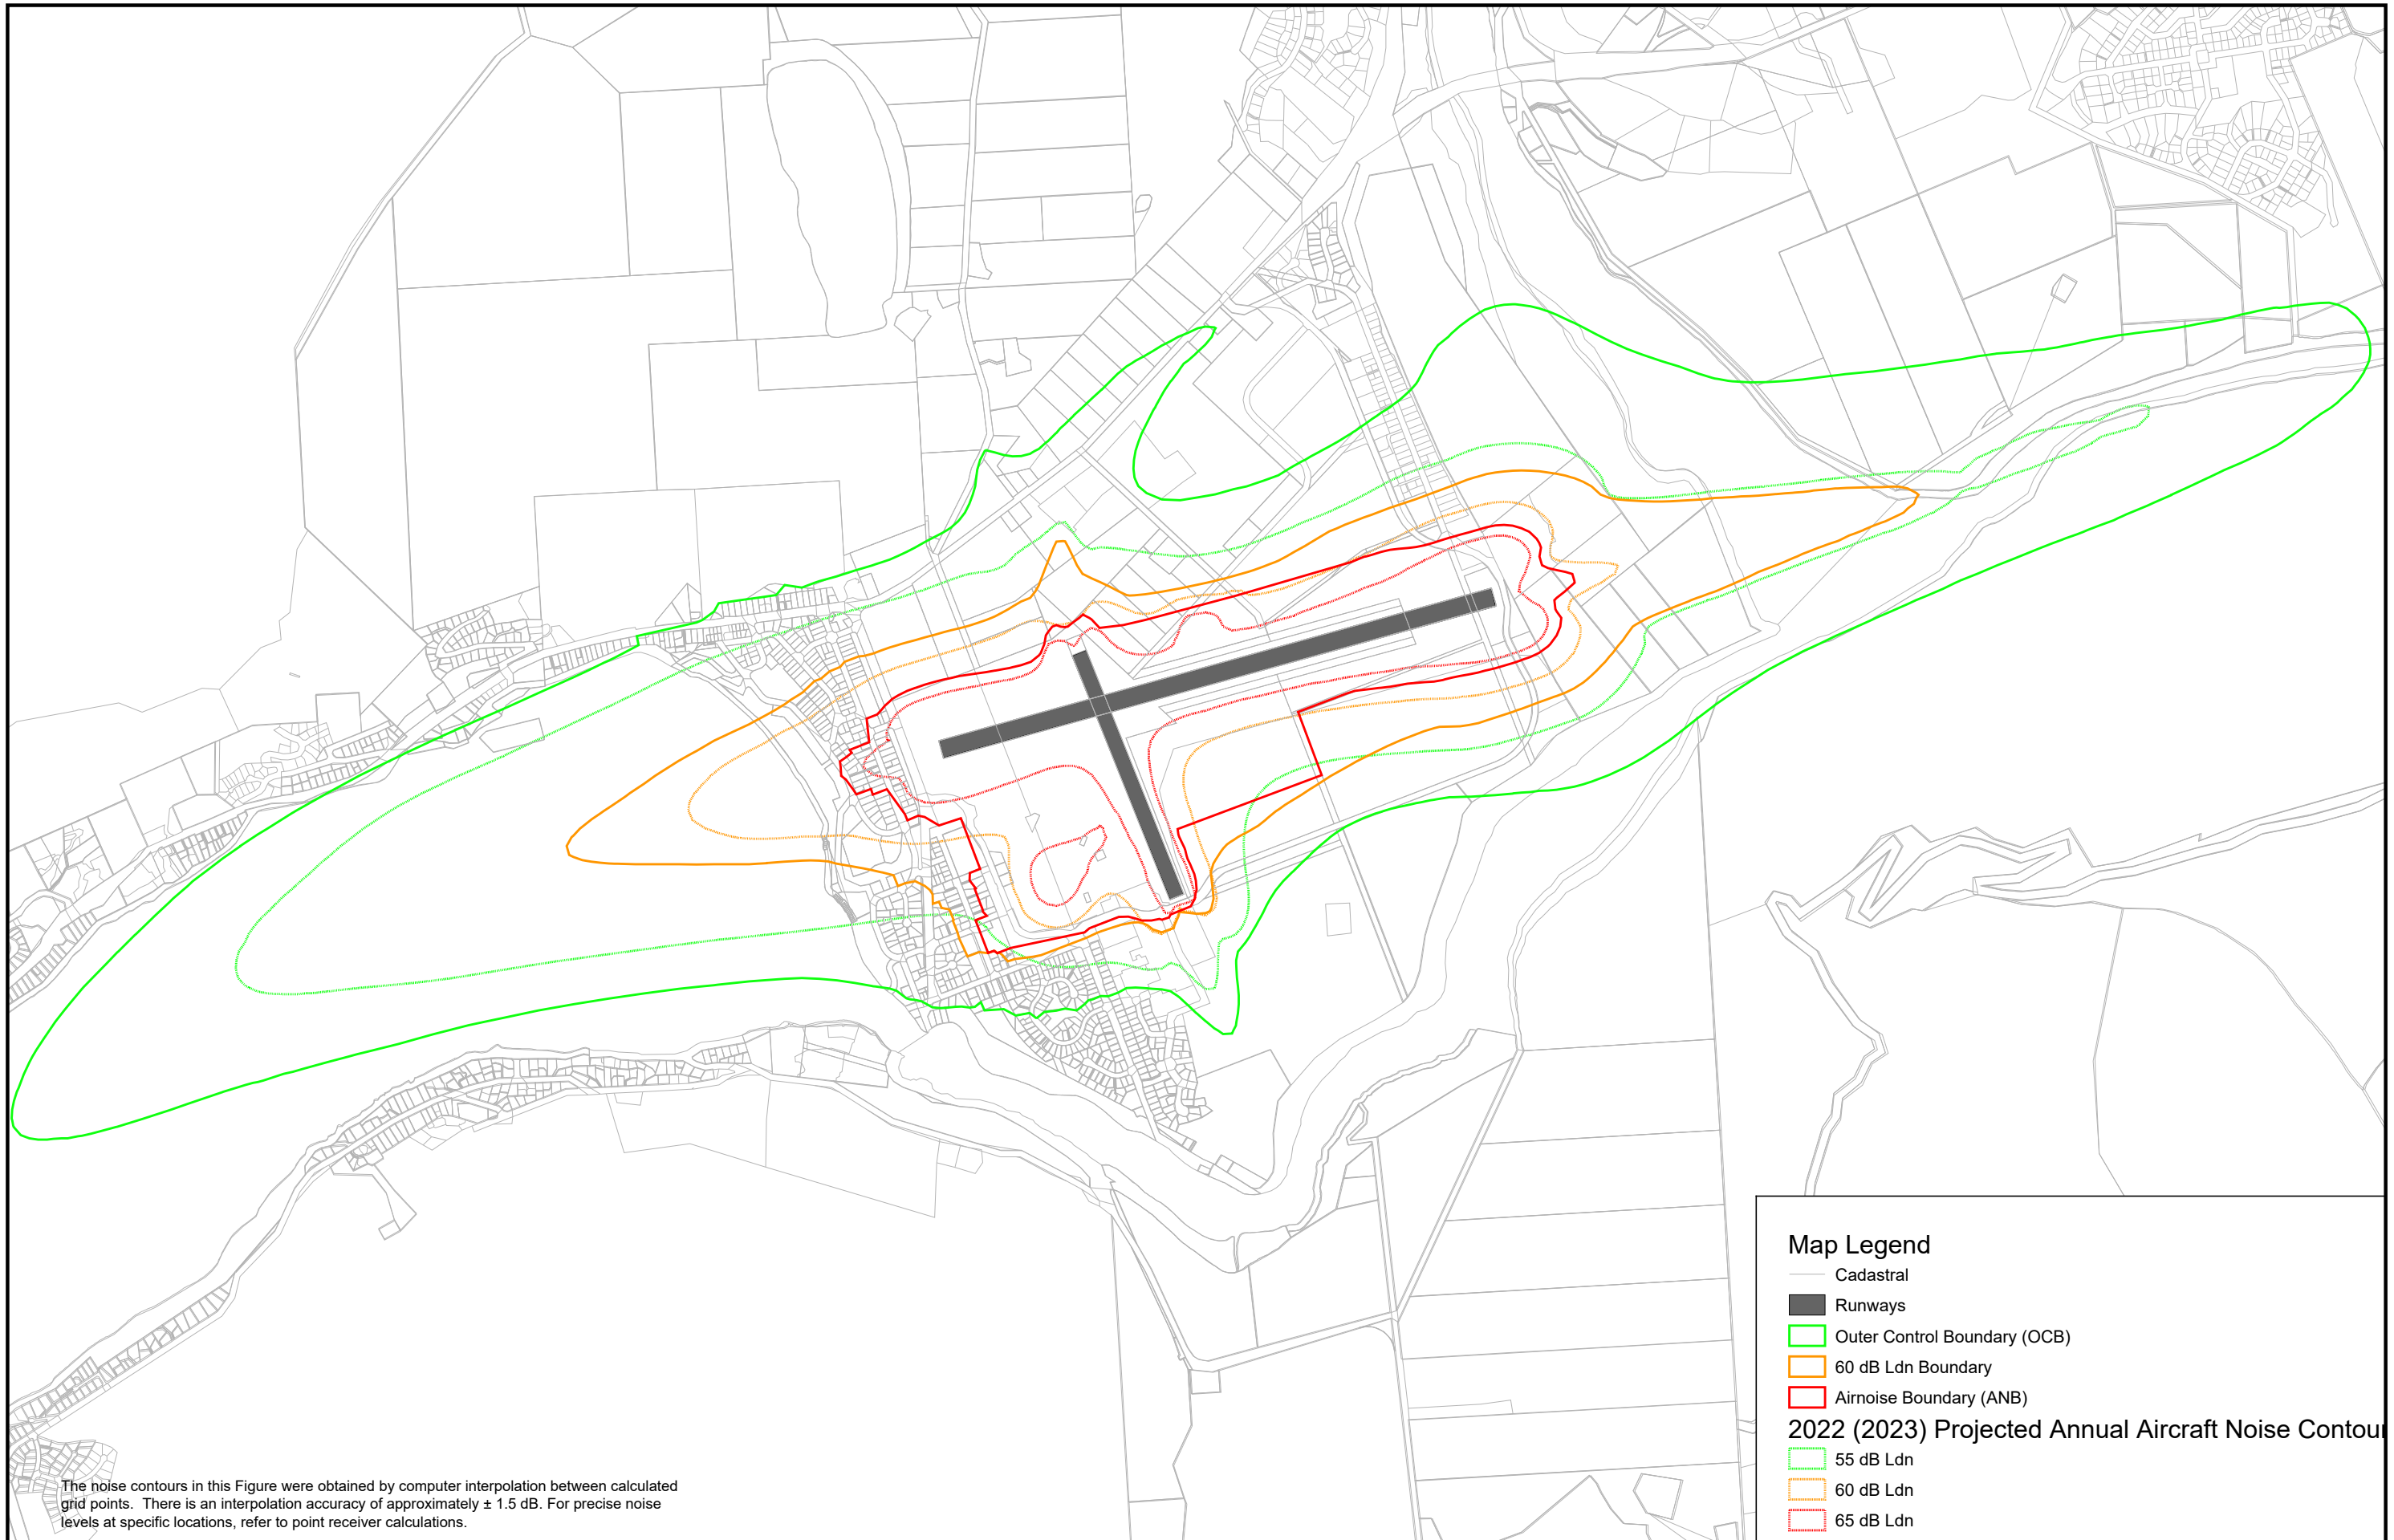 Map Legend
Cadastral
Runways
Outer Control Boundary (OCB)
60 dB Ldn Boundary
Airnoise Boundary (ANB)
2022 (2023) Projected Annual Aircraft Noise Contou
55 dB Ldn
60 dB Ldn
65 dB Ldn
The noise contours in this Figure were obtained by computer interpolation between calculated
grid points.  There is an interpolation accuracy of approximately ± 1.5 dB. For precise noise
levels at specific locations, refer to point receiver calculations.